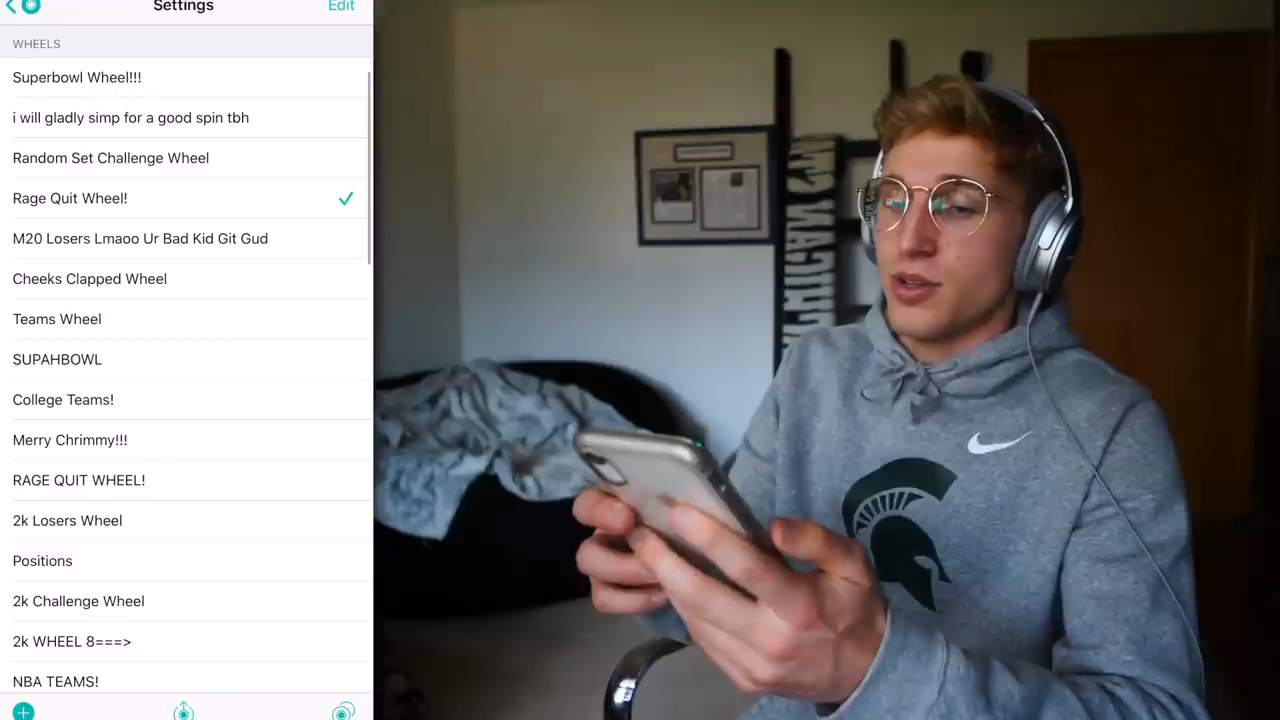 Settings
Edit
WHEELS
Superbowl Wheel!!!
i will gladly simp for a good spin tbh
Random Set Challenge Wheel
Rage Quit Wheel!
M20 Losers Lmaoo Ur Bad Kid Git Gud
Cheeks Clapped Wheel
Teams Wheel
SUPAHBOWL
College Teams!
Merry Chrimmy!!!
RAGE QUIT WHEEL!
2k Losers Wheel
Positions
2k Challenge Wheel
2k WHEEL 8===>
NBA TEAMS!